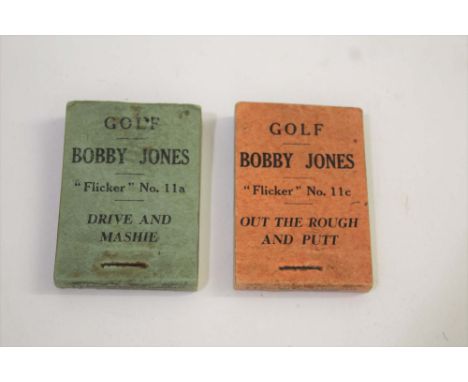 GOLF
BOBBY JONES
"Flicker" No. 11a
DRIVE AND
MASHIE
GOLF
BOBBY JONES
"Flicker" No. 11c
OUT THE ROUGH
AND PUTT